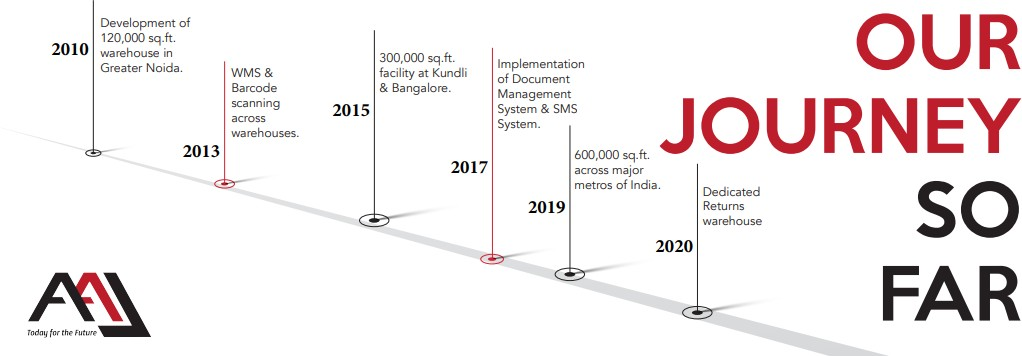 2010
Development of
120,000 sq.ft.
warehouse in
Greater Noida.
2013
WMS &
Barcode
scanning
across
warehouses.
2015
300,000 sq.ft.
facility at Kundli
& Bangalore.
2017
Implementation
of Document
Management
System & SMS
System.
2019
600,000 sq.ft.
across major
metros of India.
2020
Dedicated
Returns
warehouse
OUR
JOURNEY
SO
FAR
AAJ
Today for the Future